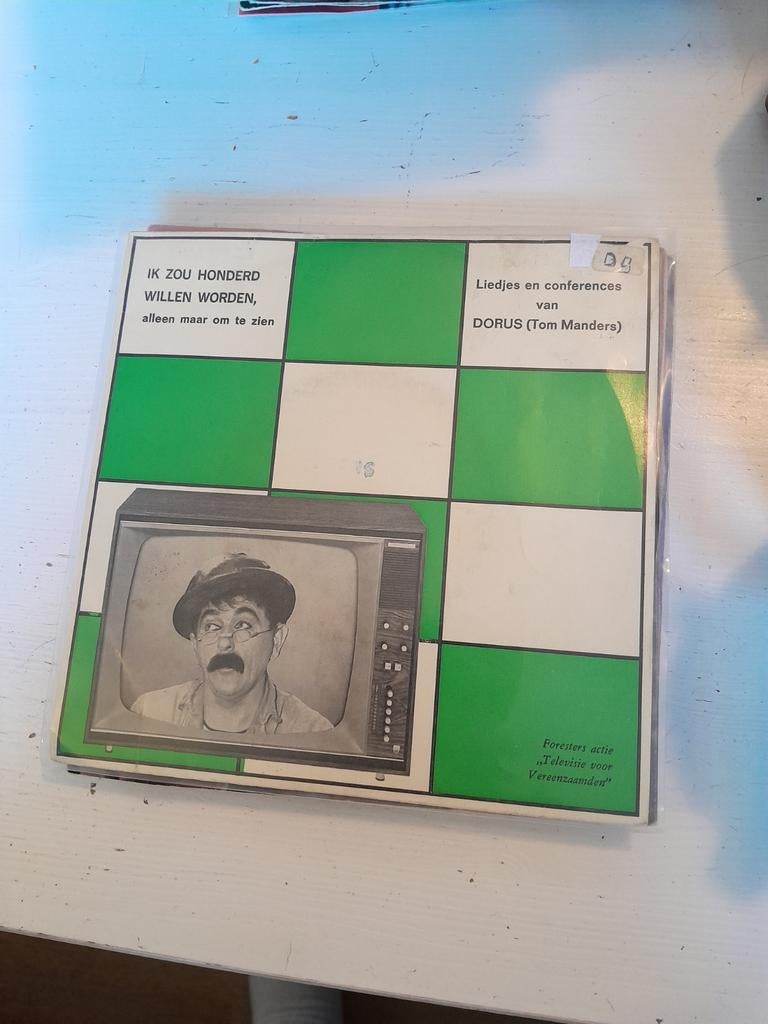 IK ZOU HONDERD
WILLEN WORDEN,
alleen maar om te zien
Liedjes en conferences
van
DORUS (Tom Manders)
Foresters actie
„Televisie voor
Vereenzaamden"